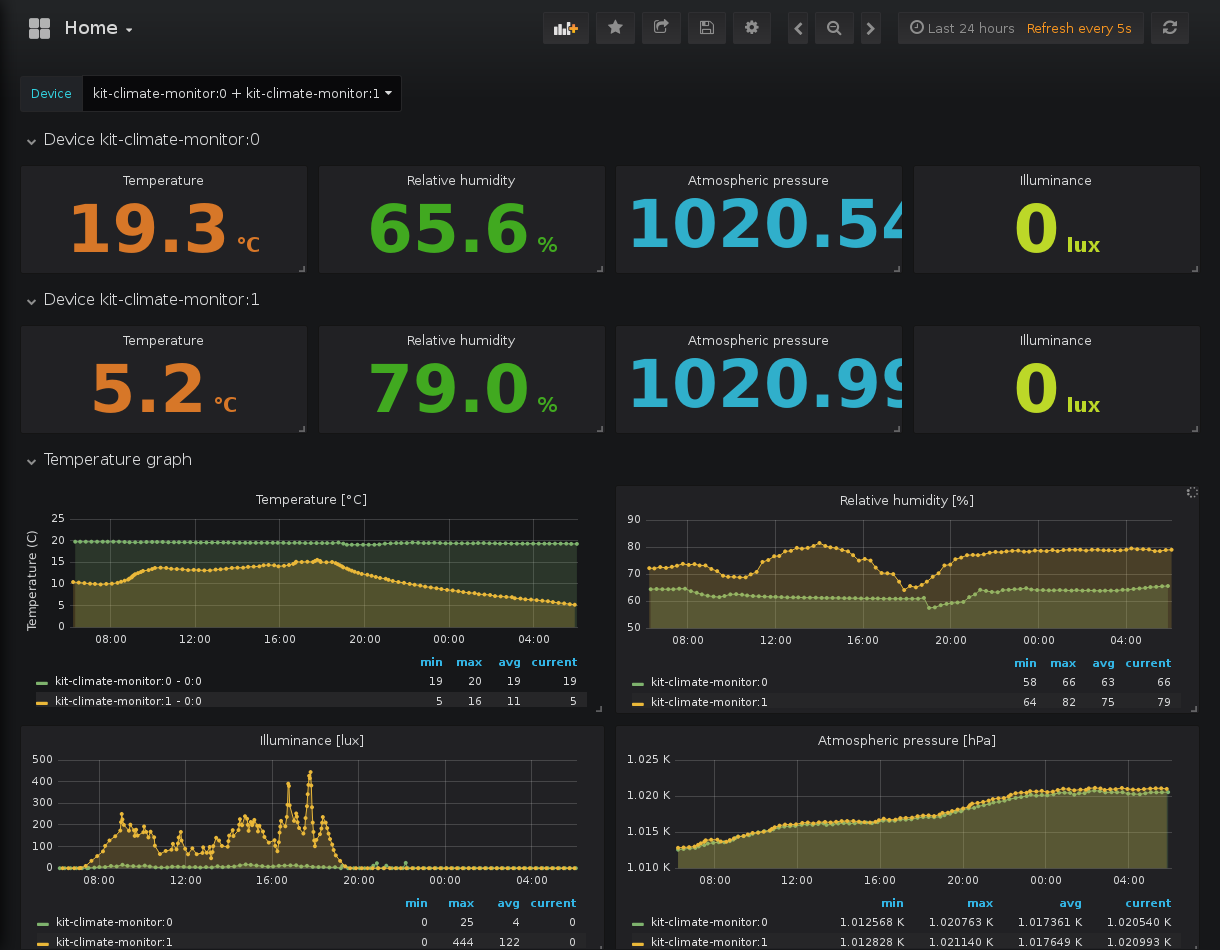 Home
Last 24 hours Refresh every 5s
Device kit-climate-monitor:0 + kit-climate-monitor:1
Device kit-climate-monitor:0
Temperature Relative humidity Atmospheric pressure Illuminance
19.3 °C 65.6 % 1020.54 0 lux
Device kit-climate-monitor:1
Temperature Relative humidity Atmospheric pressure Illuminance
5.2 °C 79.0 % 1020.99 0 lux
Temperature graph
Temperature [°C]
Temperature (C)
25
20
15
10
5
0
08:00 12:00 16:00 20:00 00:00 04:00
min max avg current
kit-climate-monitor:0 - 0:0 19 20 19 19
kit-climate-monitor:1 - 0:0 5 16 11 5
Relative humidity [%]
90
80
70
60
50
08:00 12:00 16:00 20:00 00:00 04:00
min max avg current
kit-climate-monitor:0 58 66 63 66
kit-climate-monitor:1 64 82 75 79
Illuminance [lux]
500
400
300
200
100
0
08:00 12:00 16:00 20:00 00:00 04:00
min max avg current
kit-climate-monitor:0 0 25 4 0
kit-climate-monitor:1 0 444 122 0
Atmospheric pressure [hPa]
1.025 K
1.020 K
1.015 K
1.010 K
08:00 12:00 16:00 20:00 00:00 04:00
min max avg current
kit-climate-monitor:0 1.012568 K 1.020763 K 1.017361 K 1.020540 K
kit-climate-monitor:1 1.012828 K 1.021140 K 1.017649 K 1.020993 K